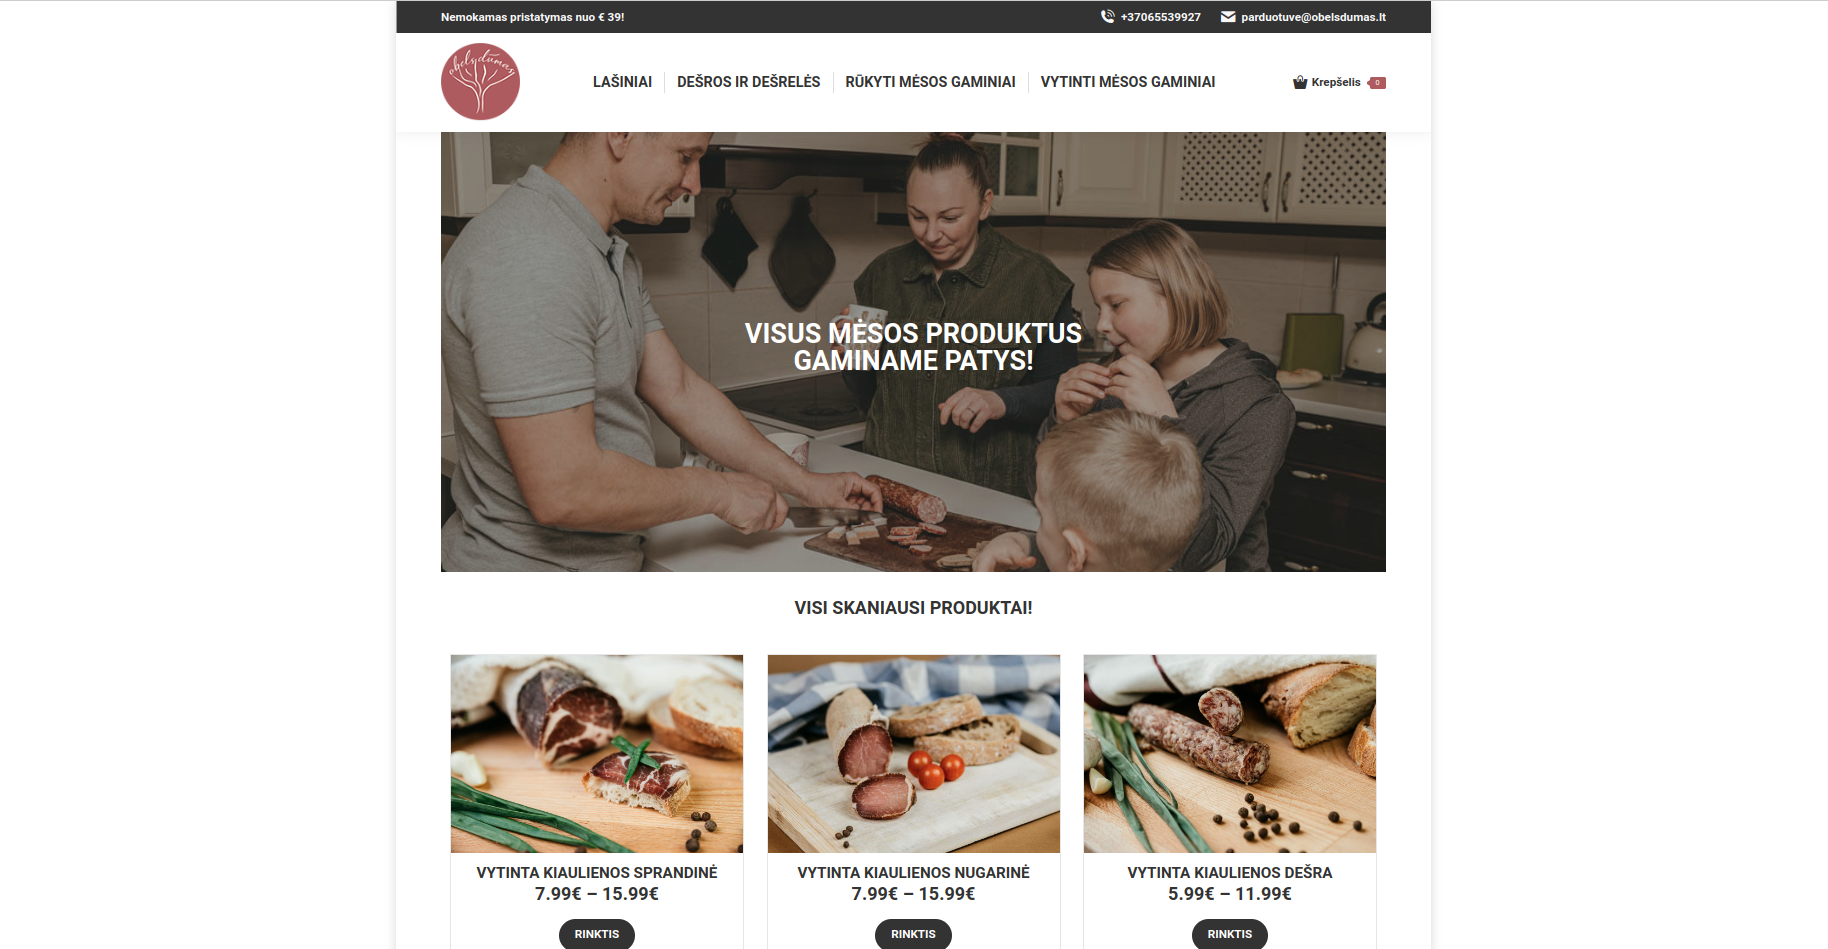 Nemokamas pristatymas nuo € 39!
+37065539927
parduotuve@obelsdumas.lt
obels dūmas
LAŠINIAI
DEŠROS IR DEŠRELĖS
RŪKYTI MĖSOS GAMINIAI
VYTINTI MĖSOS GAMINIAI
Krepšelis 0
VISUS MĖSOS PRODUKTUS
GAMINAME PATYS!
VISI SKANIAUSI PRODUKTAI!
VYTINTA KIAULIENOS SPRANDINĖ
7.99€ – 15.99€
RINKTIS
VYTINTA KIAULIENOS NUGARINĖ
7.99€ – 15.99€
RINKTIS
VYTINTA KIAULIENOS DEŠRA
5.99€ – 11.99€
RINKTIS